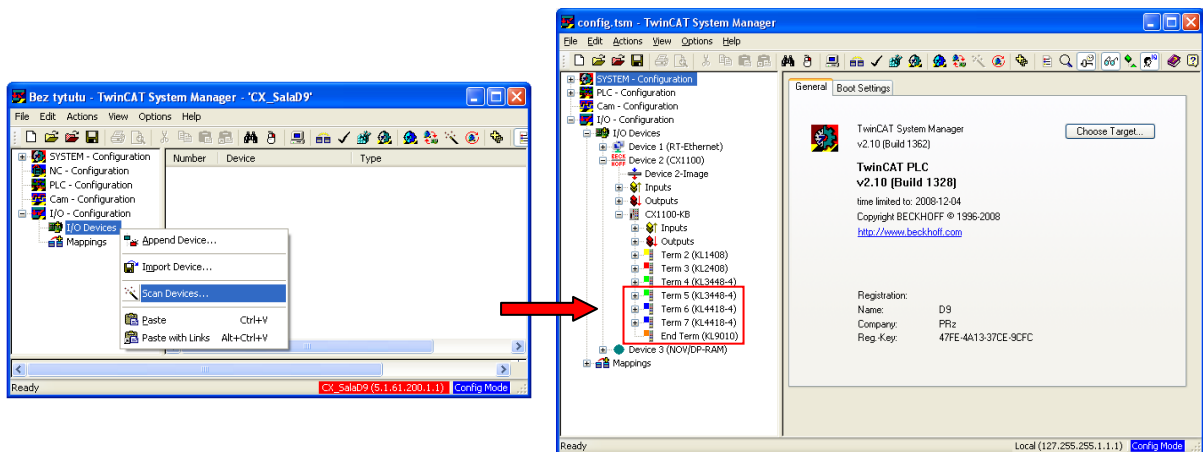 Bez tytułu - TwinCAT System Manager - 'CX_SalaD9'
File Edit Actions View Options Help
SYSTEM - Configuration
NC - Configuration
PLC - Configuration
Cam - Configuration
I/O - Configuration
I/O Devices
Mappings
Number Device Type
Append Device...
Import Device...
Scan Devices...
Paste Ctrl+V
Paste with Links Alt+Ctrl+V
Ready CX_SalaD9 (5.1.61.200.1.1) Config Mode
config.tsm - TwinCAT System Manager
File Edit Actions View Options Help
SYSTEM - Configuration
PLC - Configuration
Cam - Configuration
I/O - Configuration
I/O Devices
Device 1 (RT-Ethernet)
BECK
HOFF
Device 2 (CX1100)
Device 2-Image
Inputs
Outputs
CX1100-KB
Inputs
Outputs
Term 2 (KL1408)
Term 3 (KL2408)
Term 4 (KL3448-4)
Term 5 (KL3448-4)
Term 6 (KL4418-4)
Term 7 (KL4418-4)
End Term (KL9010)
Device 3 (NOV/DP-RAM)
Mappings
General Boot Settings
TwinCAT System Manager
v2.10 (Build 1362)
Choose Target...
TwinCAT PLC
v2.10 (Build 1328)
time limited to: 2008-12-04
Copyright BECKHOFF © 1996-2008
http://www.beckhoff.com
Registration:
Name: D9
Company: PRz
Reg.-Key: 47FE-4A13-37CE-9CFC
Ready Local (127.255.255.1.1.1) Config Mode